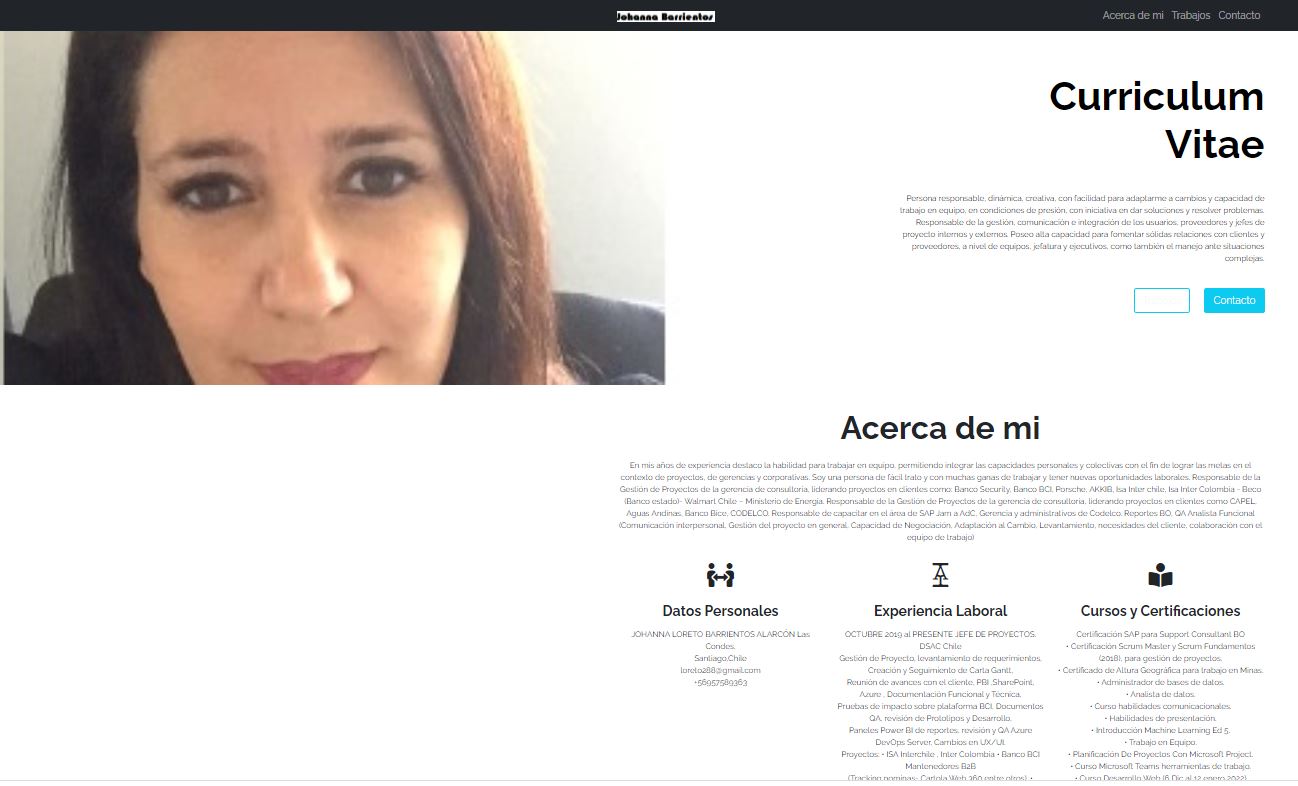 Johanna Barrientos
Acerca de mi Trabajos Contacto
Curriculum
Vitae
Persona responsable, dinámica, creativa, con facilidad para adaptarme a cambios y capacidad de
trabajo en equipo, en condiciones de presión, con iniciativa en dar soluciones y resolver problemas.
Responsable de la gestión, comunicación e integración de los usuarios, proveedores y jefes de
proyecto internos y externos. Poseo alta capacidad para fomentar sólidas relaciones con clientes y
proveedores, a nivel de equipos, jefatura y ejecutivos, como también el manejo ante situaciones
complejas.
Contacto
Acerca de mi
En mis años de experiencia destaco la habilidad para trabajar en equipo, permitiendo integrar las capacidades personales y colectivas con el fin de lograr las metas en el
contexto de proyectos, de gerencias y corporativas. Soy una persona de fácil trato y con muchas ganas de trabajar y tener nuevas oportunidades laborales. Responsable de la
Gestión de Proyectos de la gerencia de consultoría, liderando proyectos en clientes como: Banco Security, Banco BCI, Porsche, AKKIB, Isa Inter chile, Isa Inter Colombia - Beco
(Banco estado)- Walmart Chile – Ministerio de Energía. Responsable de la Gestión de Proyectos de la gerencia de consultoría, liderando proyectos en clientes como CAPEL,
Aguas Andinas, Banco Bice, CODELCO. Responsable de capacitar en el área de SAP Jam a AdC, Gerencia y administrativos de Codelco. Reportes BO, QA Analista Funcional
(Comunicación interpersonal, Gestión del proyecto en general, Capacidad de Negociación, Adaptación al Cambio, Levantamiento, necesidades del cliente, colaboración con el
equipo de trabajo)
Datos Personales
JOHANNA LORETO BARRIENTOS ALARCÓN Las
Condes,
Santiago,Chile
loreto288@gmail.com
+56957589363
Experiencia Laboral
OCTUBRE 2019 al PRESENTE JEFE DE PROYECTOS,
DSAC Chile
Gestión de Proyecto, levantamiento de requerimientos,
Creación y Seguimiento de Carta Gantt,
Reunión de avances con el cliente, PBI ,SharePoint,
Azure , Documentación Funcional y Técnica,
Pruebas de impacto sobre plataforma BCI, Documentos
QA, revisión de Prototipos y Desarrollo,
Paneles Power BI de reportes, revisión y QA Azure
DevOps Server, Cambios en UX/UI.
Proyectos: • ISA Interchile , Inter Colombia • Banco BCI
Mantenedores B2B
(Tracking nominas- Cartola Web 360 entre otros) •
Cursos y Certificaciones
Certificación SAP para Support Consultant BO
• Certificación Scrum Master y Scrum Fundamentos
(2018), para gestión de proyectos.
• Certificado de Altura Geográfica para trabajo en Minas.
• Administrador de bases de datos.
• Analista de datos.
• Curso habilidades comunicacionales.
• Habilidades de presentación.
• Introducción Machine Learning Ed 5.
• Trabajo en Equipo.
• Planificación De Proyectos Con Microsoft Project.
• Curso Microsoft Teams herramientas de trabajo.
• Curso Desarrollo Web (6 Dic al 12 enero 2022)